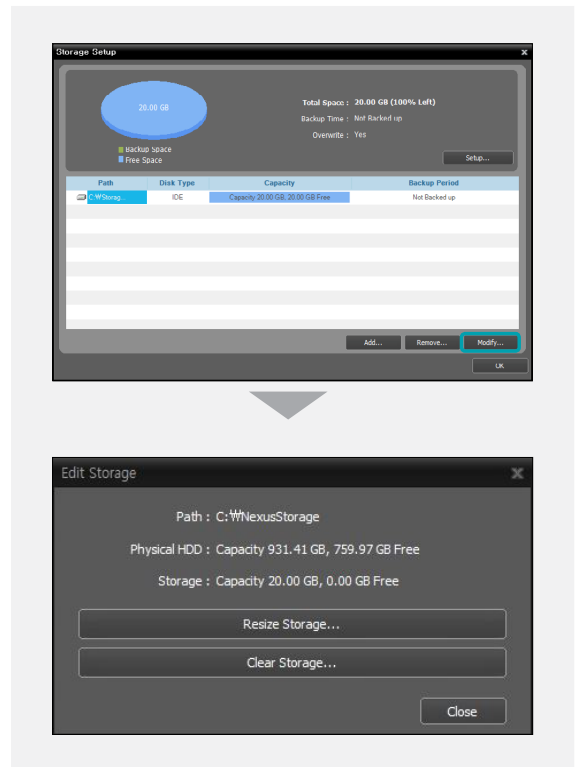 Storage Setup x
20.00 GB
Total Space : 20.00 GB (100% Left)
Backup Time : Not Backed up
Overwrite : Yes
Backup Space
Free Space
Setup...
Path Disk Type Capacity Backup Period
C:₩Storag... IDE Capacity 20.00 GB, 20.00 GB Free Not Backed up
Add... Remove... Modify...
OK
Edit Storage x
Path : C:₩NexusStorage
Physical HDD : Capacity 931.41 GB, 759.97 GB Free
Storage : Capacity 20.00 GB, 0.00 GB Free
Resize Storage...
Clear Storage...
Close